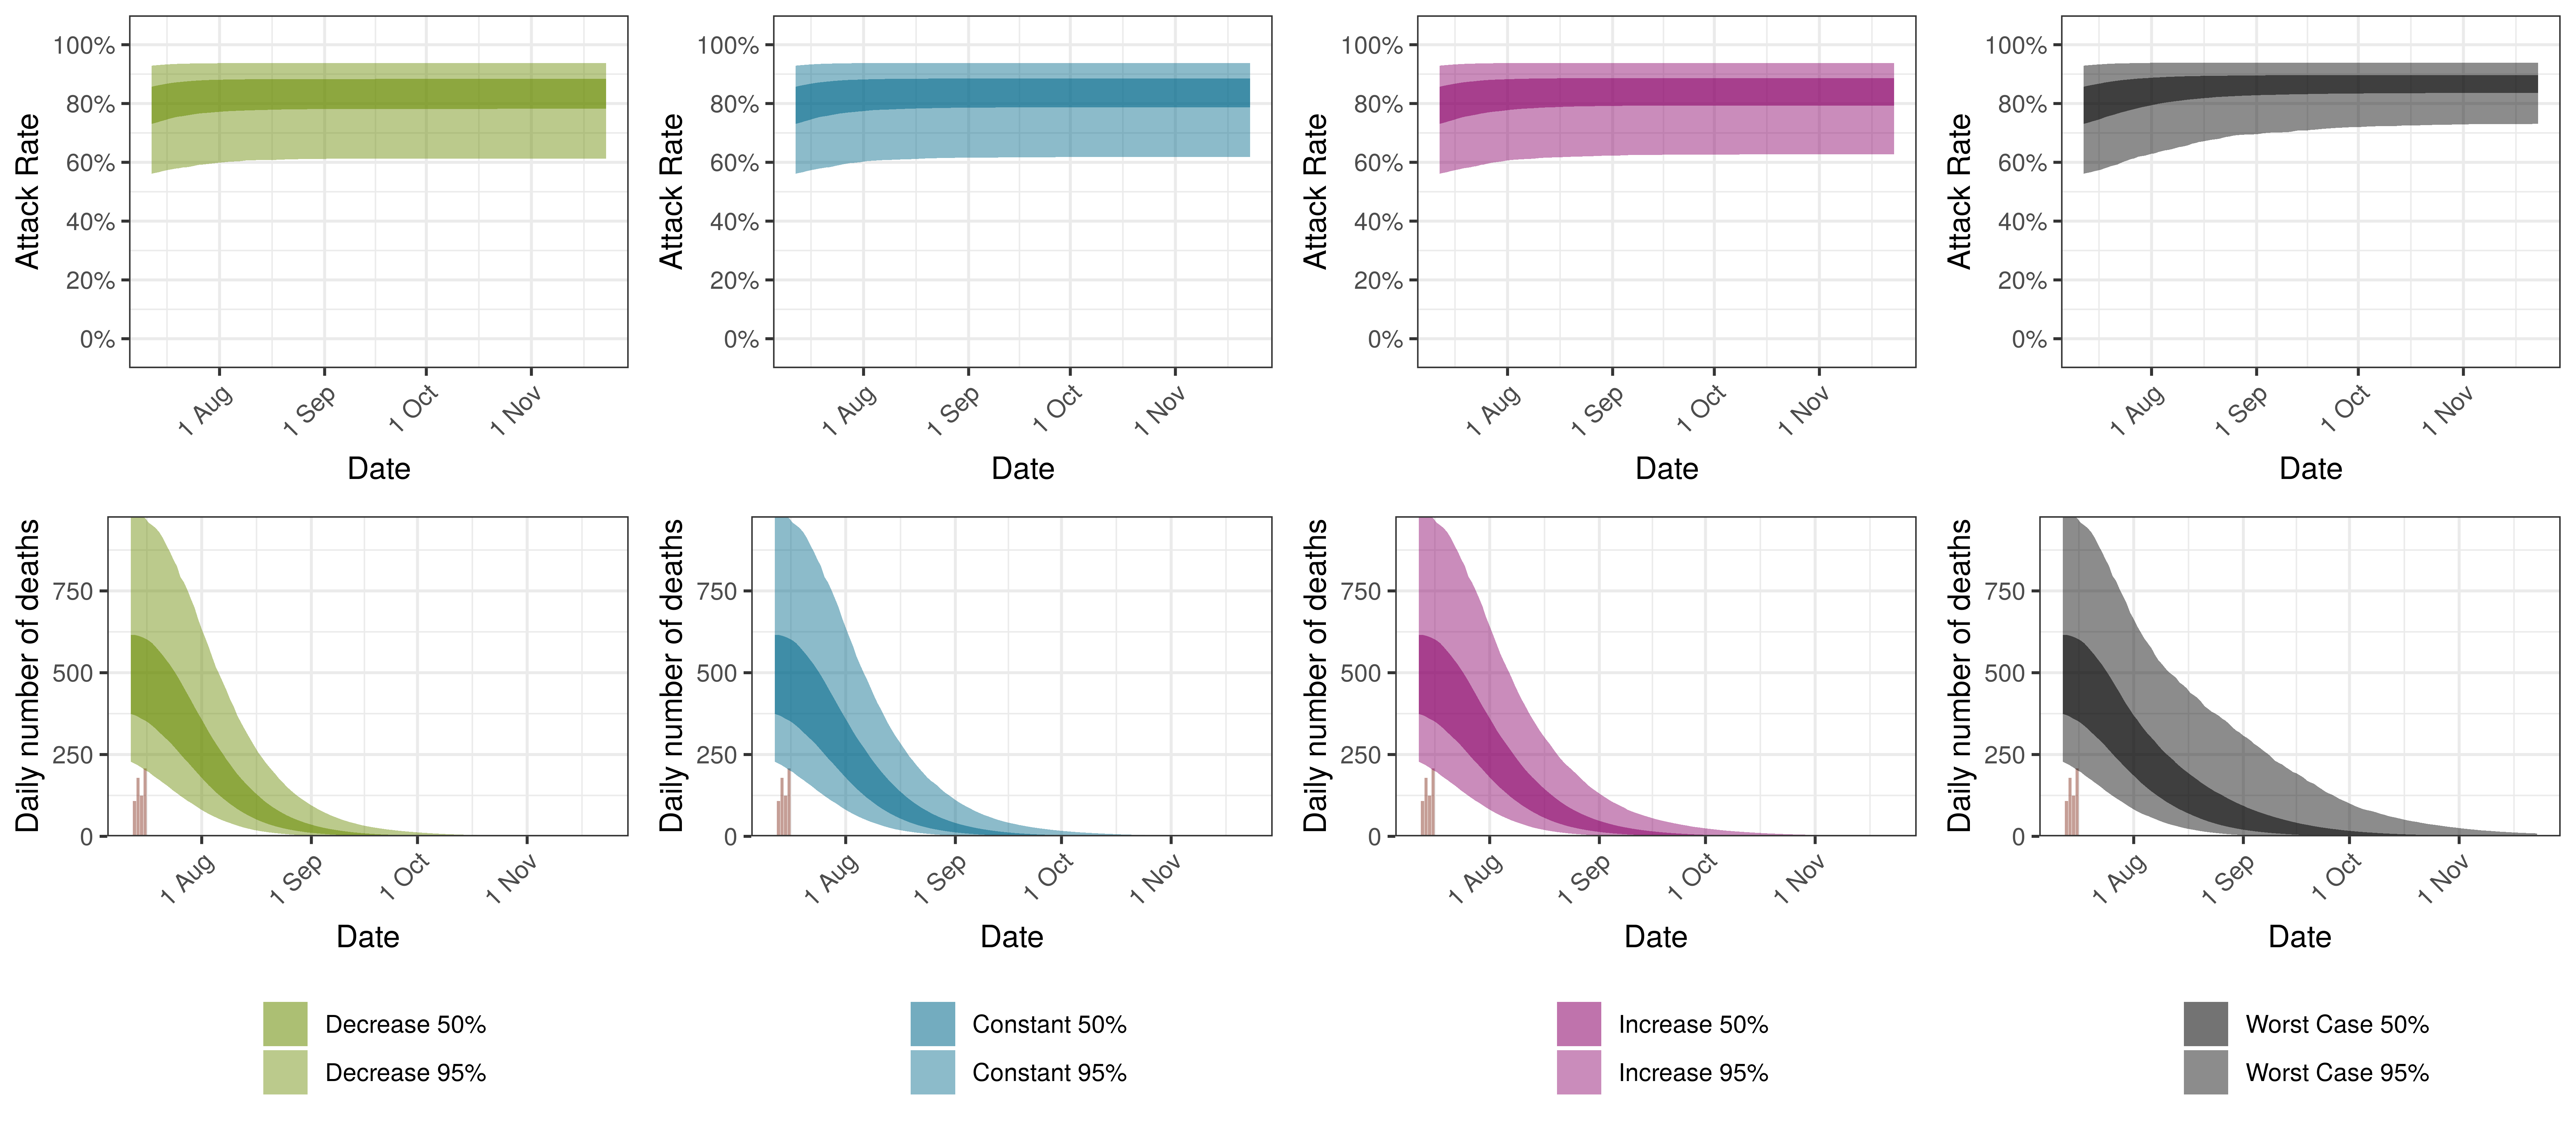 Attack Rate
100%
80%
60%
40%
20%
0%
1 Aug
1 Sep
1 Oct
1 Nov
Date
Attack Rate
100%
80%
60%
40%
20%
0%
1 Aug
1 Sep
1 Oct
1 Nov
Date
Attack Rate
100%
80%
60%
40%
20%
0%
1 Aug
1 Sep
1 Oct
1 Nov
Date
Attack Rate
100%
80%
60%
40%
20%
0%
1 Aug
1 Sep
1 Oct
1 Nov
Date
Daily number of deaths
750
500
250
0
1 Aug
1 Sep
1 Oct
1 Nov
Date
Daily number of deaths
750
500
250
0
1 Aug
1 Sep
1 Oct
1 Nov
Date
Daily number of deaths
750
500
250
0
1 Aug
1 Sep
1 Oct
1 Nov
Date
Daily number of deaths
750
500
250
0
1 Aug
1 Sep
1 Oct
1 Nov
Date
Decrease 50%
Decrease 95%
Constant 50%
Constant 95%
Increase 50%
Increase 95%
Worst Case 50%
Worst Case 95%